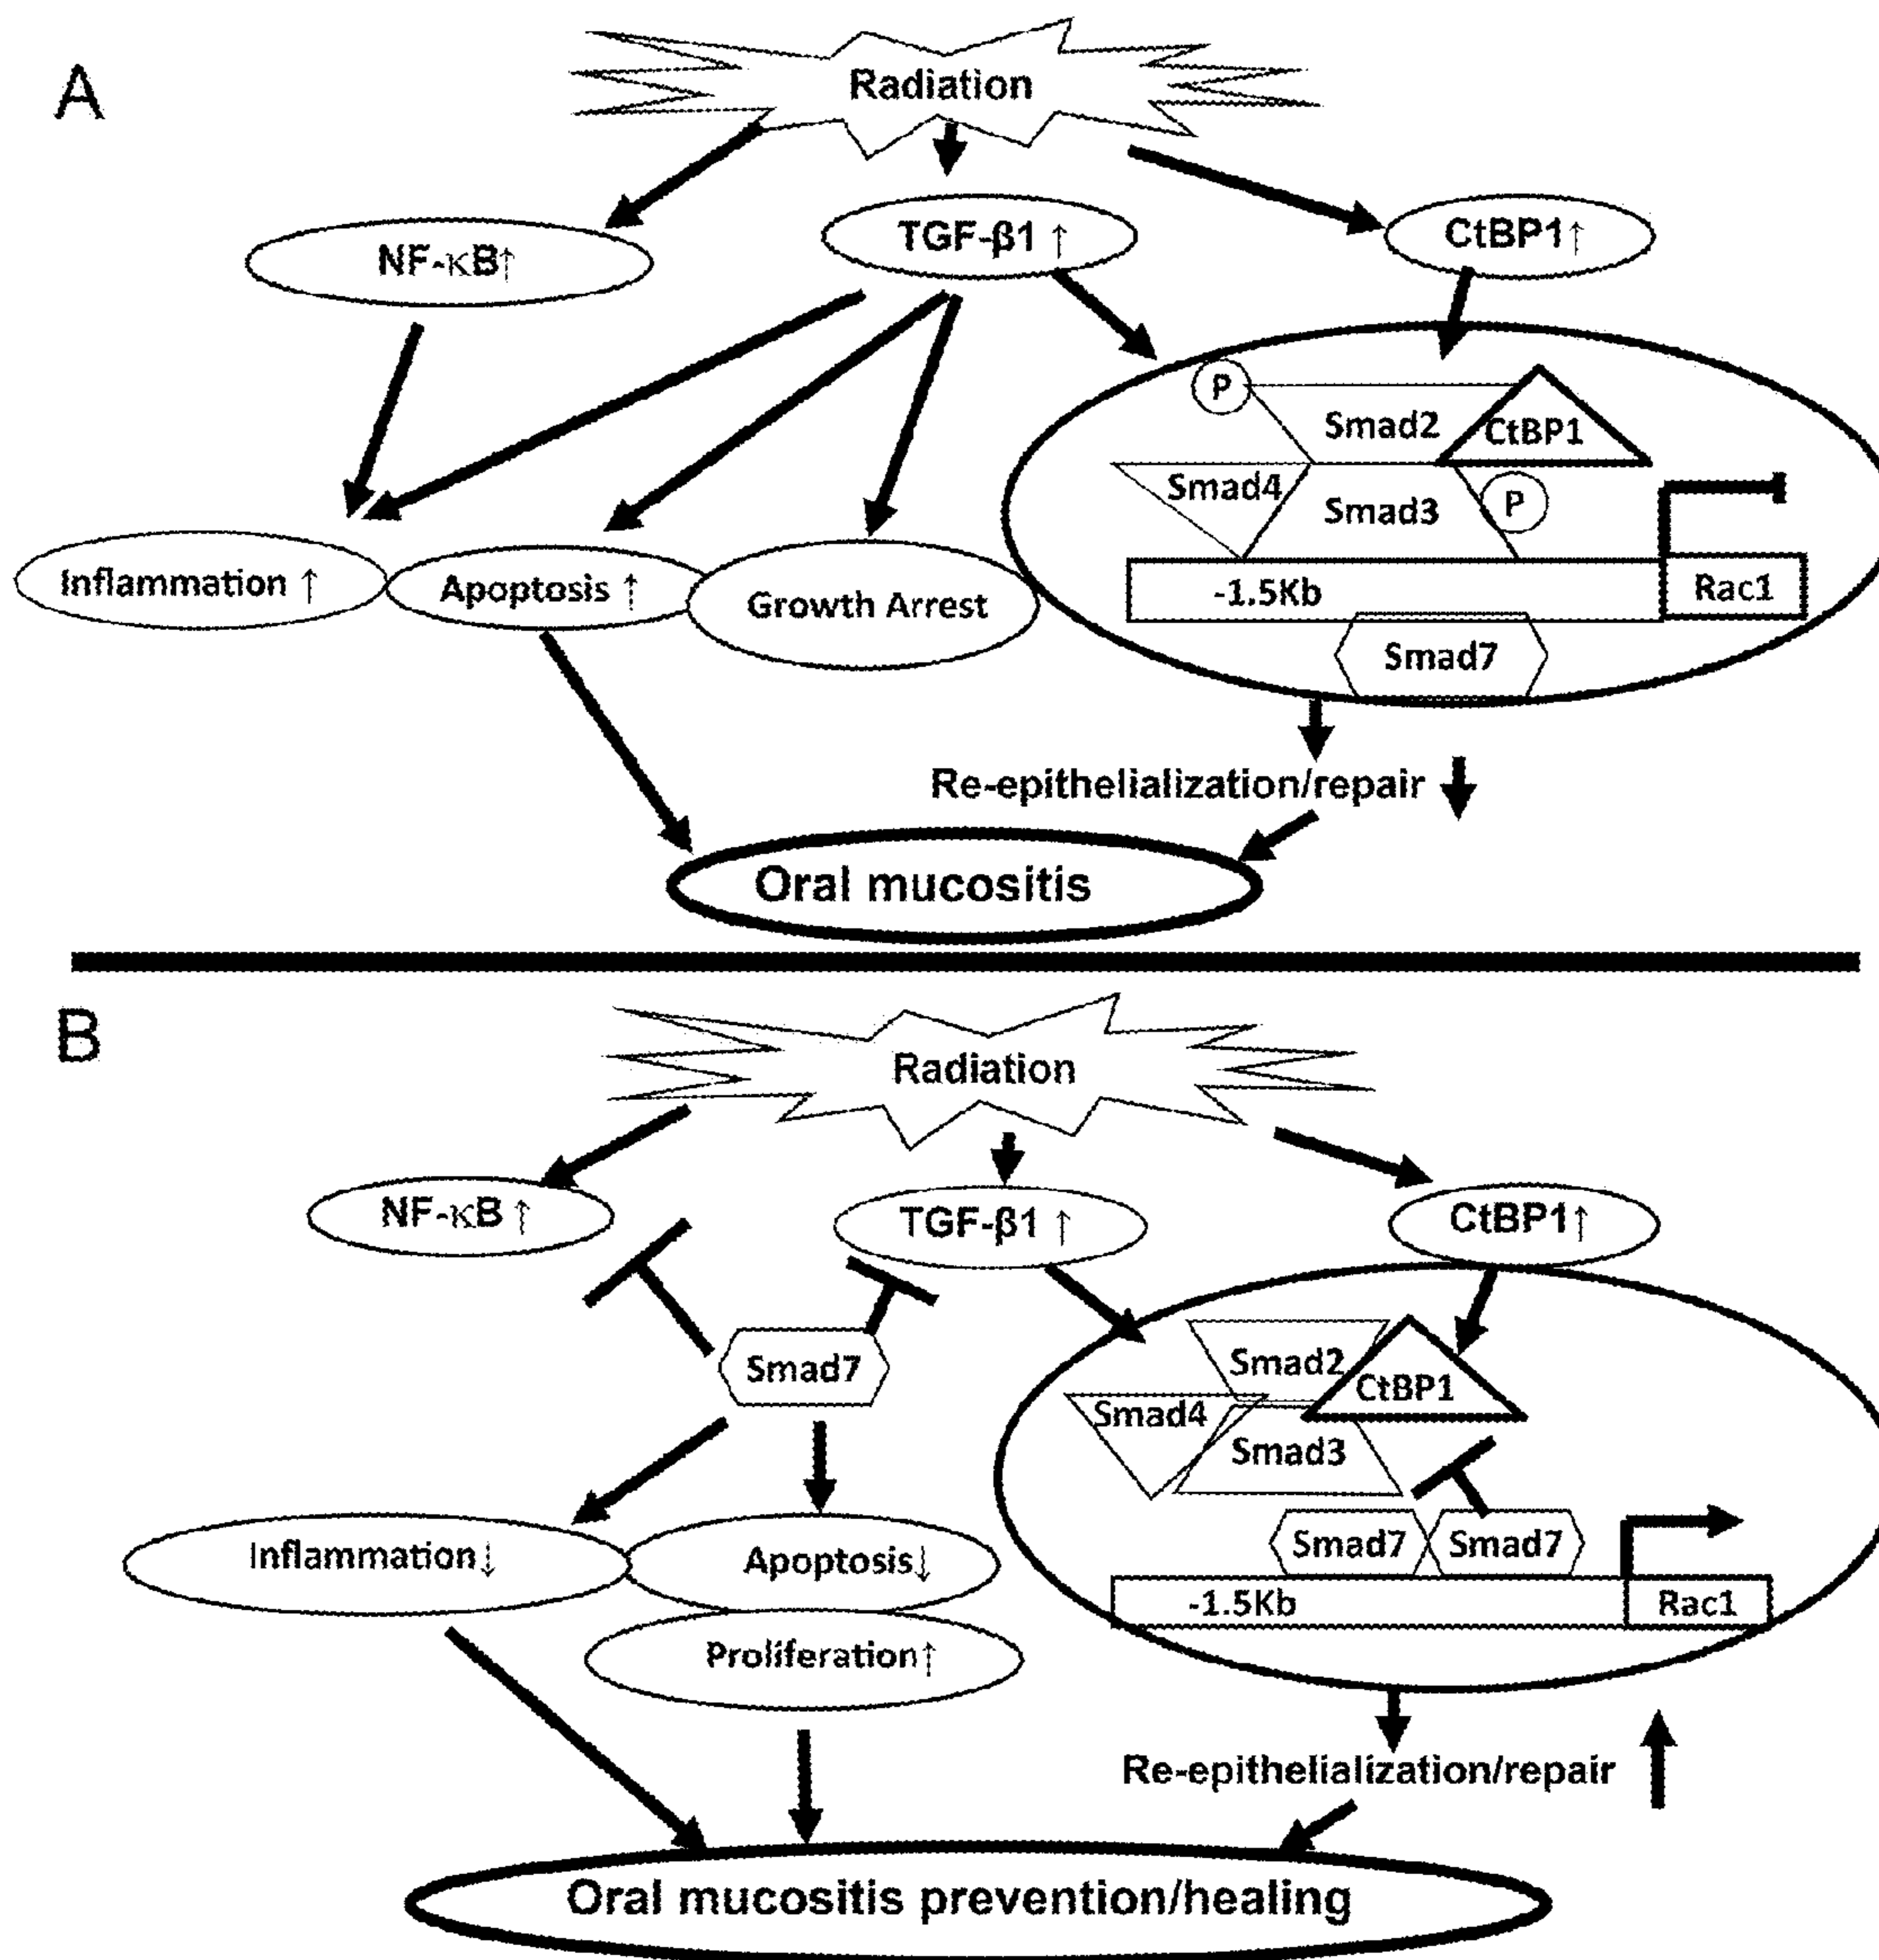 A
Radiation
NF-κB↑
TGF-β1 ↑
CtBP1↑
P
Smad2
CtBP1
Smad4
Smad3
P
Inflammation ↑
Apoptosis ↑
Growth Arrest
-1.5Kb
Rac1
Smad7
Re-epithelialization/repair
Oral mucositis
B
Radiation
NF-κB ↑
TGF-β1 ↑
CtBP1↑
Smad7
Smad2
CtBP1
Smad4
Smad3
Smad7
Smad7
Inflammation↓
Apoptosis↓
-1.5Kb
Rac1
Proliferation↑
Re-epithelialization/repair
Oral mucositis prevention/healing